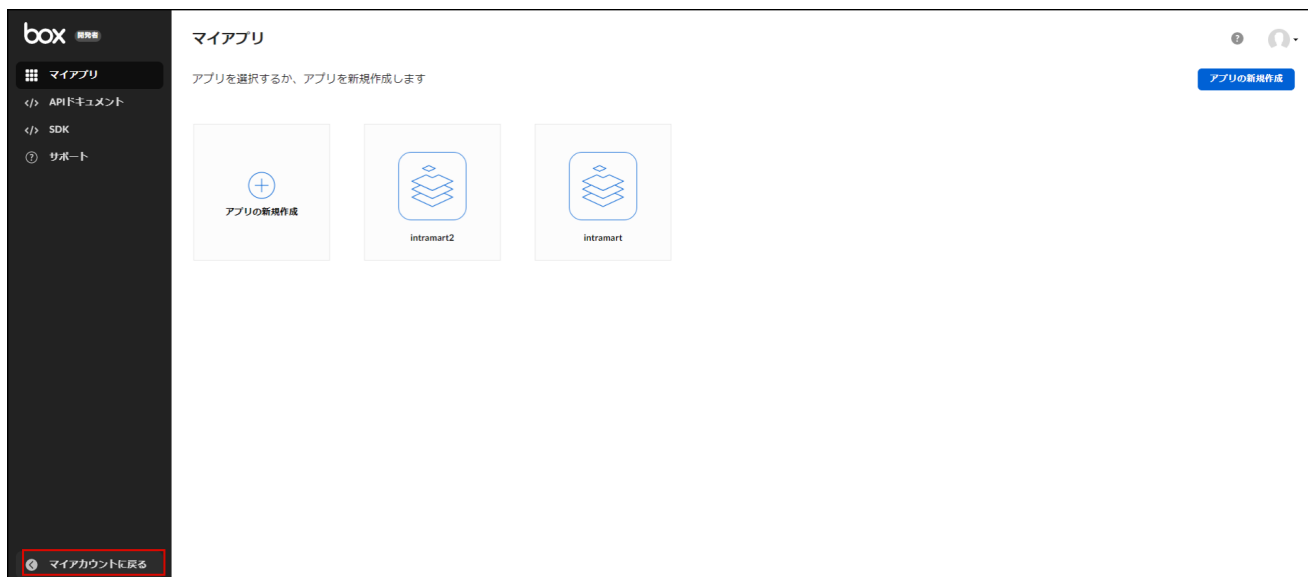 box 開発者
マイアプリ
APIドキュメント
SDK
サポート
マイアカウントに戻る
マイアプリ
アプリを選択するか、アプリを新規作成します
アプリの新規作成
アプリの新規作成
intramart2
intramart